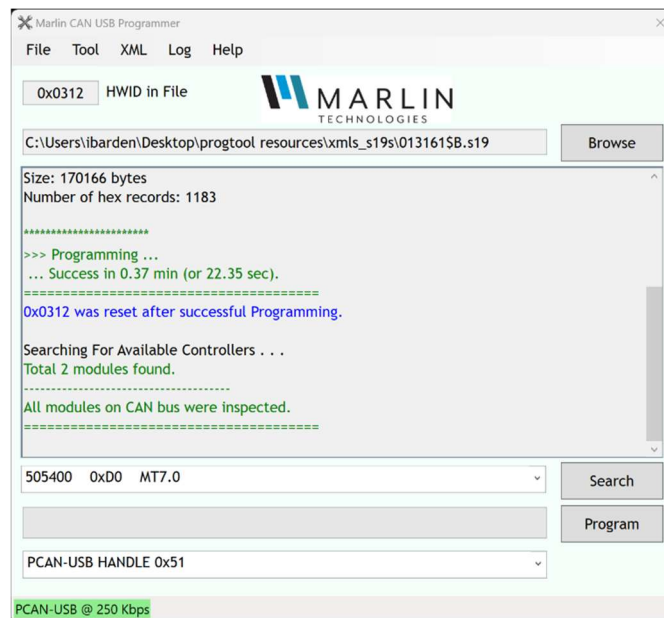 Marlin CAN USB Programmer
File Tool XML Log Help
0x0312 HWID in File
MARLIN
TECHNOLOGIES
C:\Users\ibarden\Desktop\progtool resources\xmls_s19s\013161$B.s19 Browse
Size: 170166 bytes
Number of hex records: 1183
***********************
>>> Programming ...
... Success in 0.37 min (or 22.35 sec).
======================================
0x0312 was reset after successful Programming.
Searching For Available Controllers . . .
Total 2 modules found.
--------------------------------------
All modules on CAN bus were inspected.
======================================
505400 0xD0 MT7.0 Search
Program
PCAN-USB HANDLE 0x51
PCAN-USB @ 250 Kbps